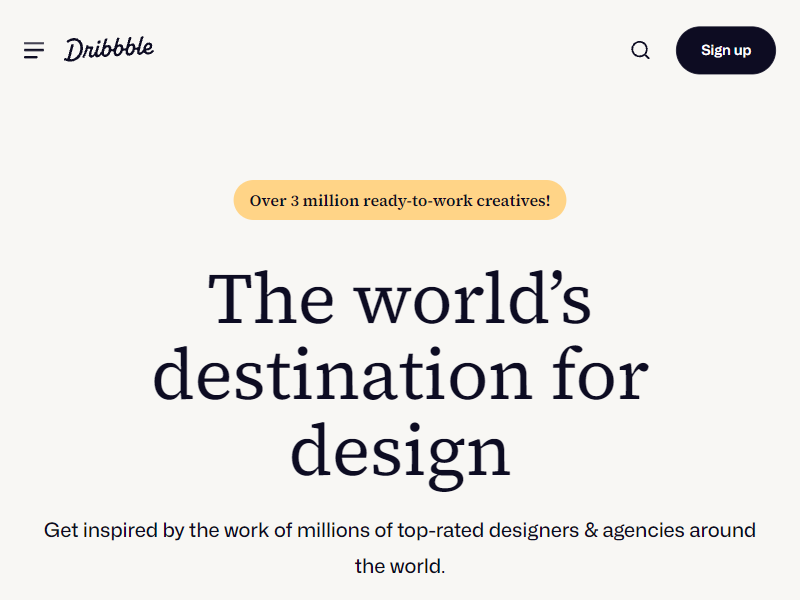 Dribbble
Sign up
Over 3 million ready-to-work creatives!
The world’s
destination for
design
Get inspired by the work of millions of top-rated designers & agencies around
the world.